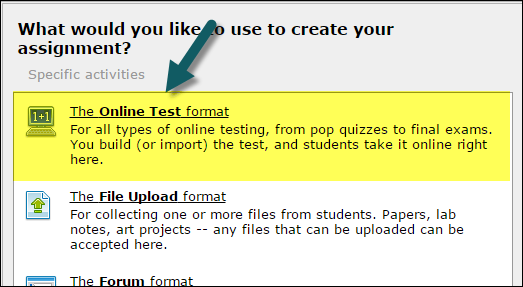 What would you like to use to create your
assignment?
Specific activities
1+1
The Online Test format
For all types of online testing, from pop quizzes to final exams.
You build (or import) the test, and students take it online right
here.
The File Upload format
For collecting one or more files from students. Papers, lab
notes, art projects -- any files that can be uploaded can be
accepted here.
The Forum format